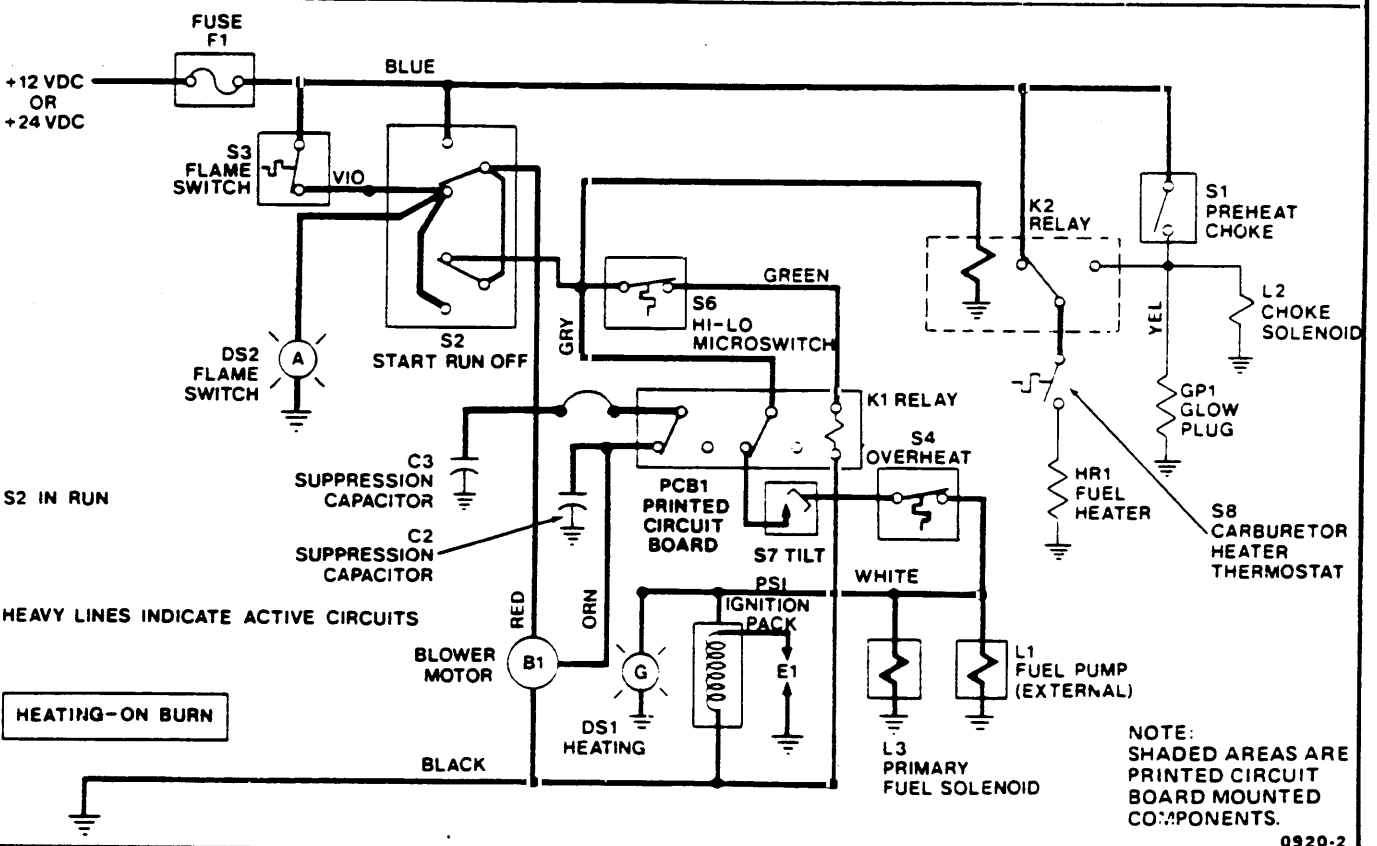 FUSE
F1
BLUE
+12 VDC
OR
+24 VDC
S3
FLAME
SWITCH
VIO
S1
PREHEAT
CHOKE
K2
RELAY
GREEN
S6
HI-LO
MICROSWITCH
GRY
S2
START RUN OFF
YEL
L2
CHOKE
SOLENOID
DS2
FLAME
SWITCH
A
K1 RELAY
GP1
GLOW
PLUG
S4
OVERHEAT
C3
SUPPRESSION
CAPACITOR
HR1
FUEL
HEATER
S2 IN RUN
PCB1
PRINTED
CIRCUIT
BOARD
S8
CARBURETOR
HEATER
THERMOSTAT
C2
SUPPRESSION
CAPACITOR
S7 TILT
WHITE
PSI
IGNITION
PACK
HEAVY LINES INDICATE ACTIVE CIRCUITS
RED
ORN
BLOWER
MOTOR
B1
G
E1
L1
FUEL PUMP
(EXTERNAL)
HEATING-ON BURN
DS1
HEATING
L3
PRIMARY
FUEL SOLENOID
BLACK
NOTE:
SHADED AREAS ARE
PRINTED CIRCUIT
BOARD MOUNTED
COMPONENTS.
0920-2